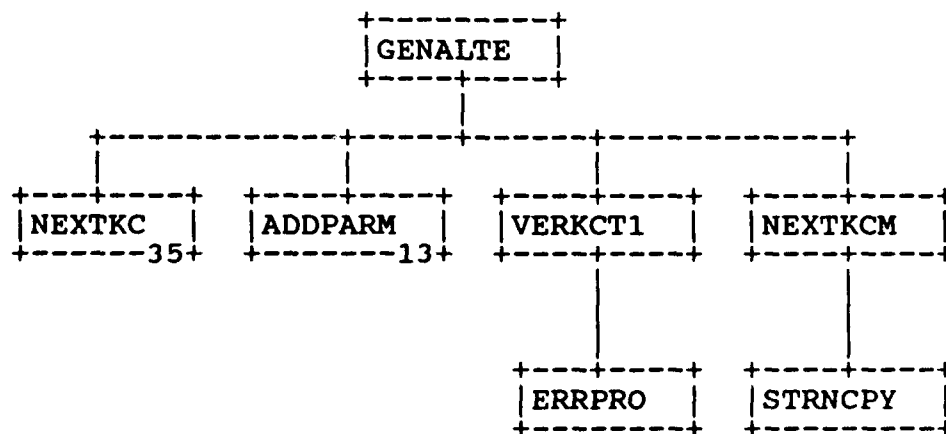 GENALTE
NEXTKC ADDPARM VERKCT1 NEXTKCM
35 13
ERRPRO STRNCPY